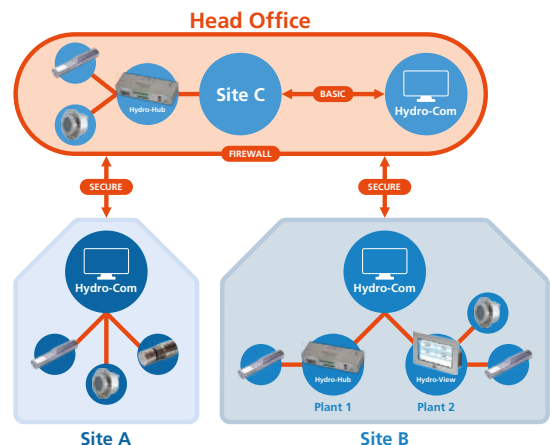 Head Office
Hydro-Hub
Site C
BASIC
Hydro-Com
FIREWALL
SECURE
SECURE
Hydro-Com
Hydro-Com
Hydro-Hub
Hydro-View
Plant 1
Plant 2
Site A
Site B